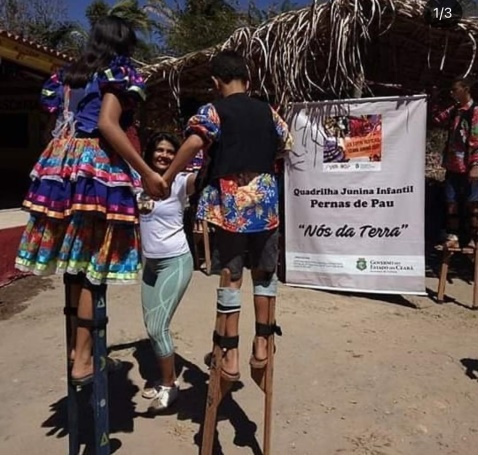 1/3
Quadrilha Junina Infantil
Pernas de Pau
"Nós da Terra"
GOVERNO DO
ESTADO DO CEARÁ